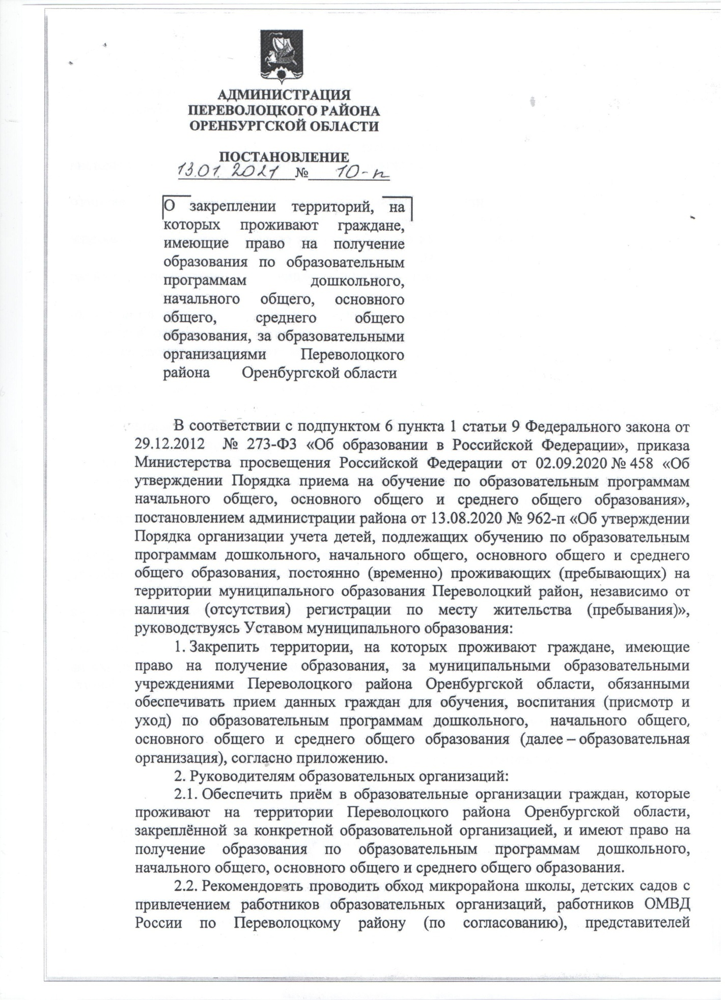 АДМИНИСТРАЦИЯ
ПЕРЕВОЛОЦКОГО РАЙОНА
ОРЕНБУРГСКОЙ ОБЛАСТИ
ПОСТАНОВЛЕНИЕ
13.01. 2021 № 10-п
О закреплении территорий, на
которых проживают граждане,
имеющие право на получение
образования по образовательным
программам дошкольного,
начального общего, основного
общего, среднего общего
образования, за образовательными
организациями Переволоцкого
района Оренбургской области
В соответствии с подпунктом 6 пункта 1 статьи 9 Федерального закона от
29.12.2012 № 273-ФЗ «Об образовании в Российской Федерации», приказа
Министерства просвещения Российской Федерации от 02.09.2020 № 458 «Об
утверждении Порядка приема на обучение по образовательным программам
начального общего, основного общего и среднего общего образования»,
постановлением администрации района от 13.08.2020 № 962-п «Об утверждении
Порядка организации учета детей, подлежащих обучению по образовательным
программам дошкольного, начального общего, основного общего и среднего
общего образования, постоянно (временно) проживающих (пребывающих) на
территории муниципального образования Переволоцкий район, независимо от
наличия (отсутствия) регистрации по месту жительства (пребывания)»,
руководствуясь Уставом муниципального образования:
1. Закрепить территории, на которых проживают граждане, имеющие
право на получение образования, за муниципальными образовательными
учреждениями Переволоцкого района Оренбургской области, обязанными
обеспечивать прием данных граждан для обучения, воспитания (присмотр и
уход) по образовательным программам дошкольного, начального общего,
основного общего и среднего общего образования (далее – образовательная
организация), согласно приложению.
2. Руководителям образовательных организаций:
2.1. Обеспечить приём в образовательные организации граждан, которые
проживают на территории Переволоцкого района Оренбургской области,
закреплённой за конкретной образовательной организацией, и имеют право на
получение образования по образовательным программам дошкольного,
начального общего, основного общего и среднего общего образования.
2.2. Рекомендовать проводить обход микрорайона школы, детских садов с
привлечением работников образовательных организаций, работников ОМВД
России по Переволоцкому району (по согласованию), представителей